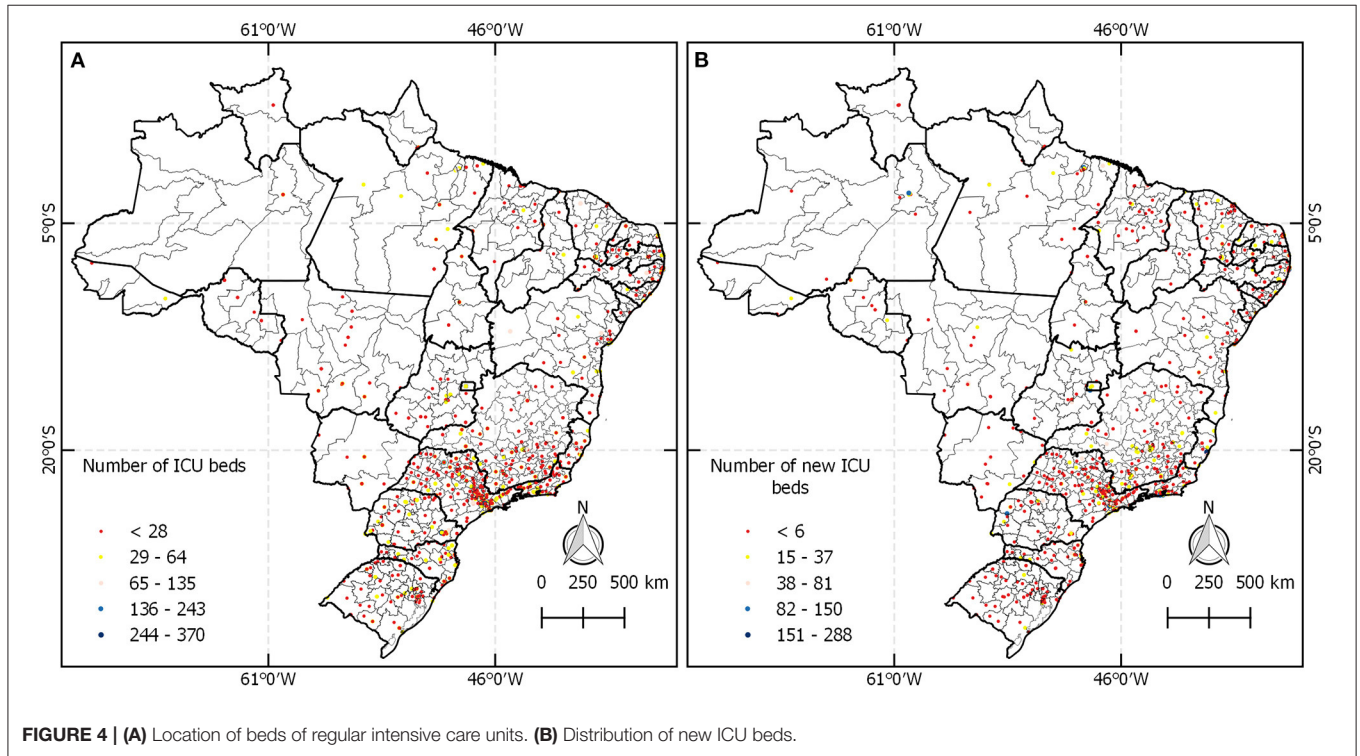 61°0′W
46°0′W
61°0′W
46°0′W
A
B
5°0′S
5°0′S
20°0′S
20°0′S
Number of ICU beds
< 28
29 - 64
65 - 135
136 - 243
244 - 370
N
0 250 500 km
Number of new ICU
beds
< 6
15 - 37
38 - 81
82 - 150
151 - 288
N
0 250 500 km
61°0′W
46°0′W
61°0′W
46°0′W
FIGURE 4 | (A) Location of beds of regular intensive care units. (B) Distribution of new ICU beds.